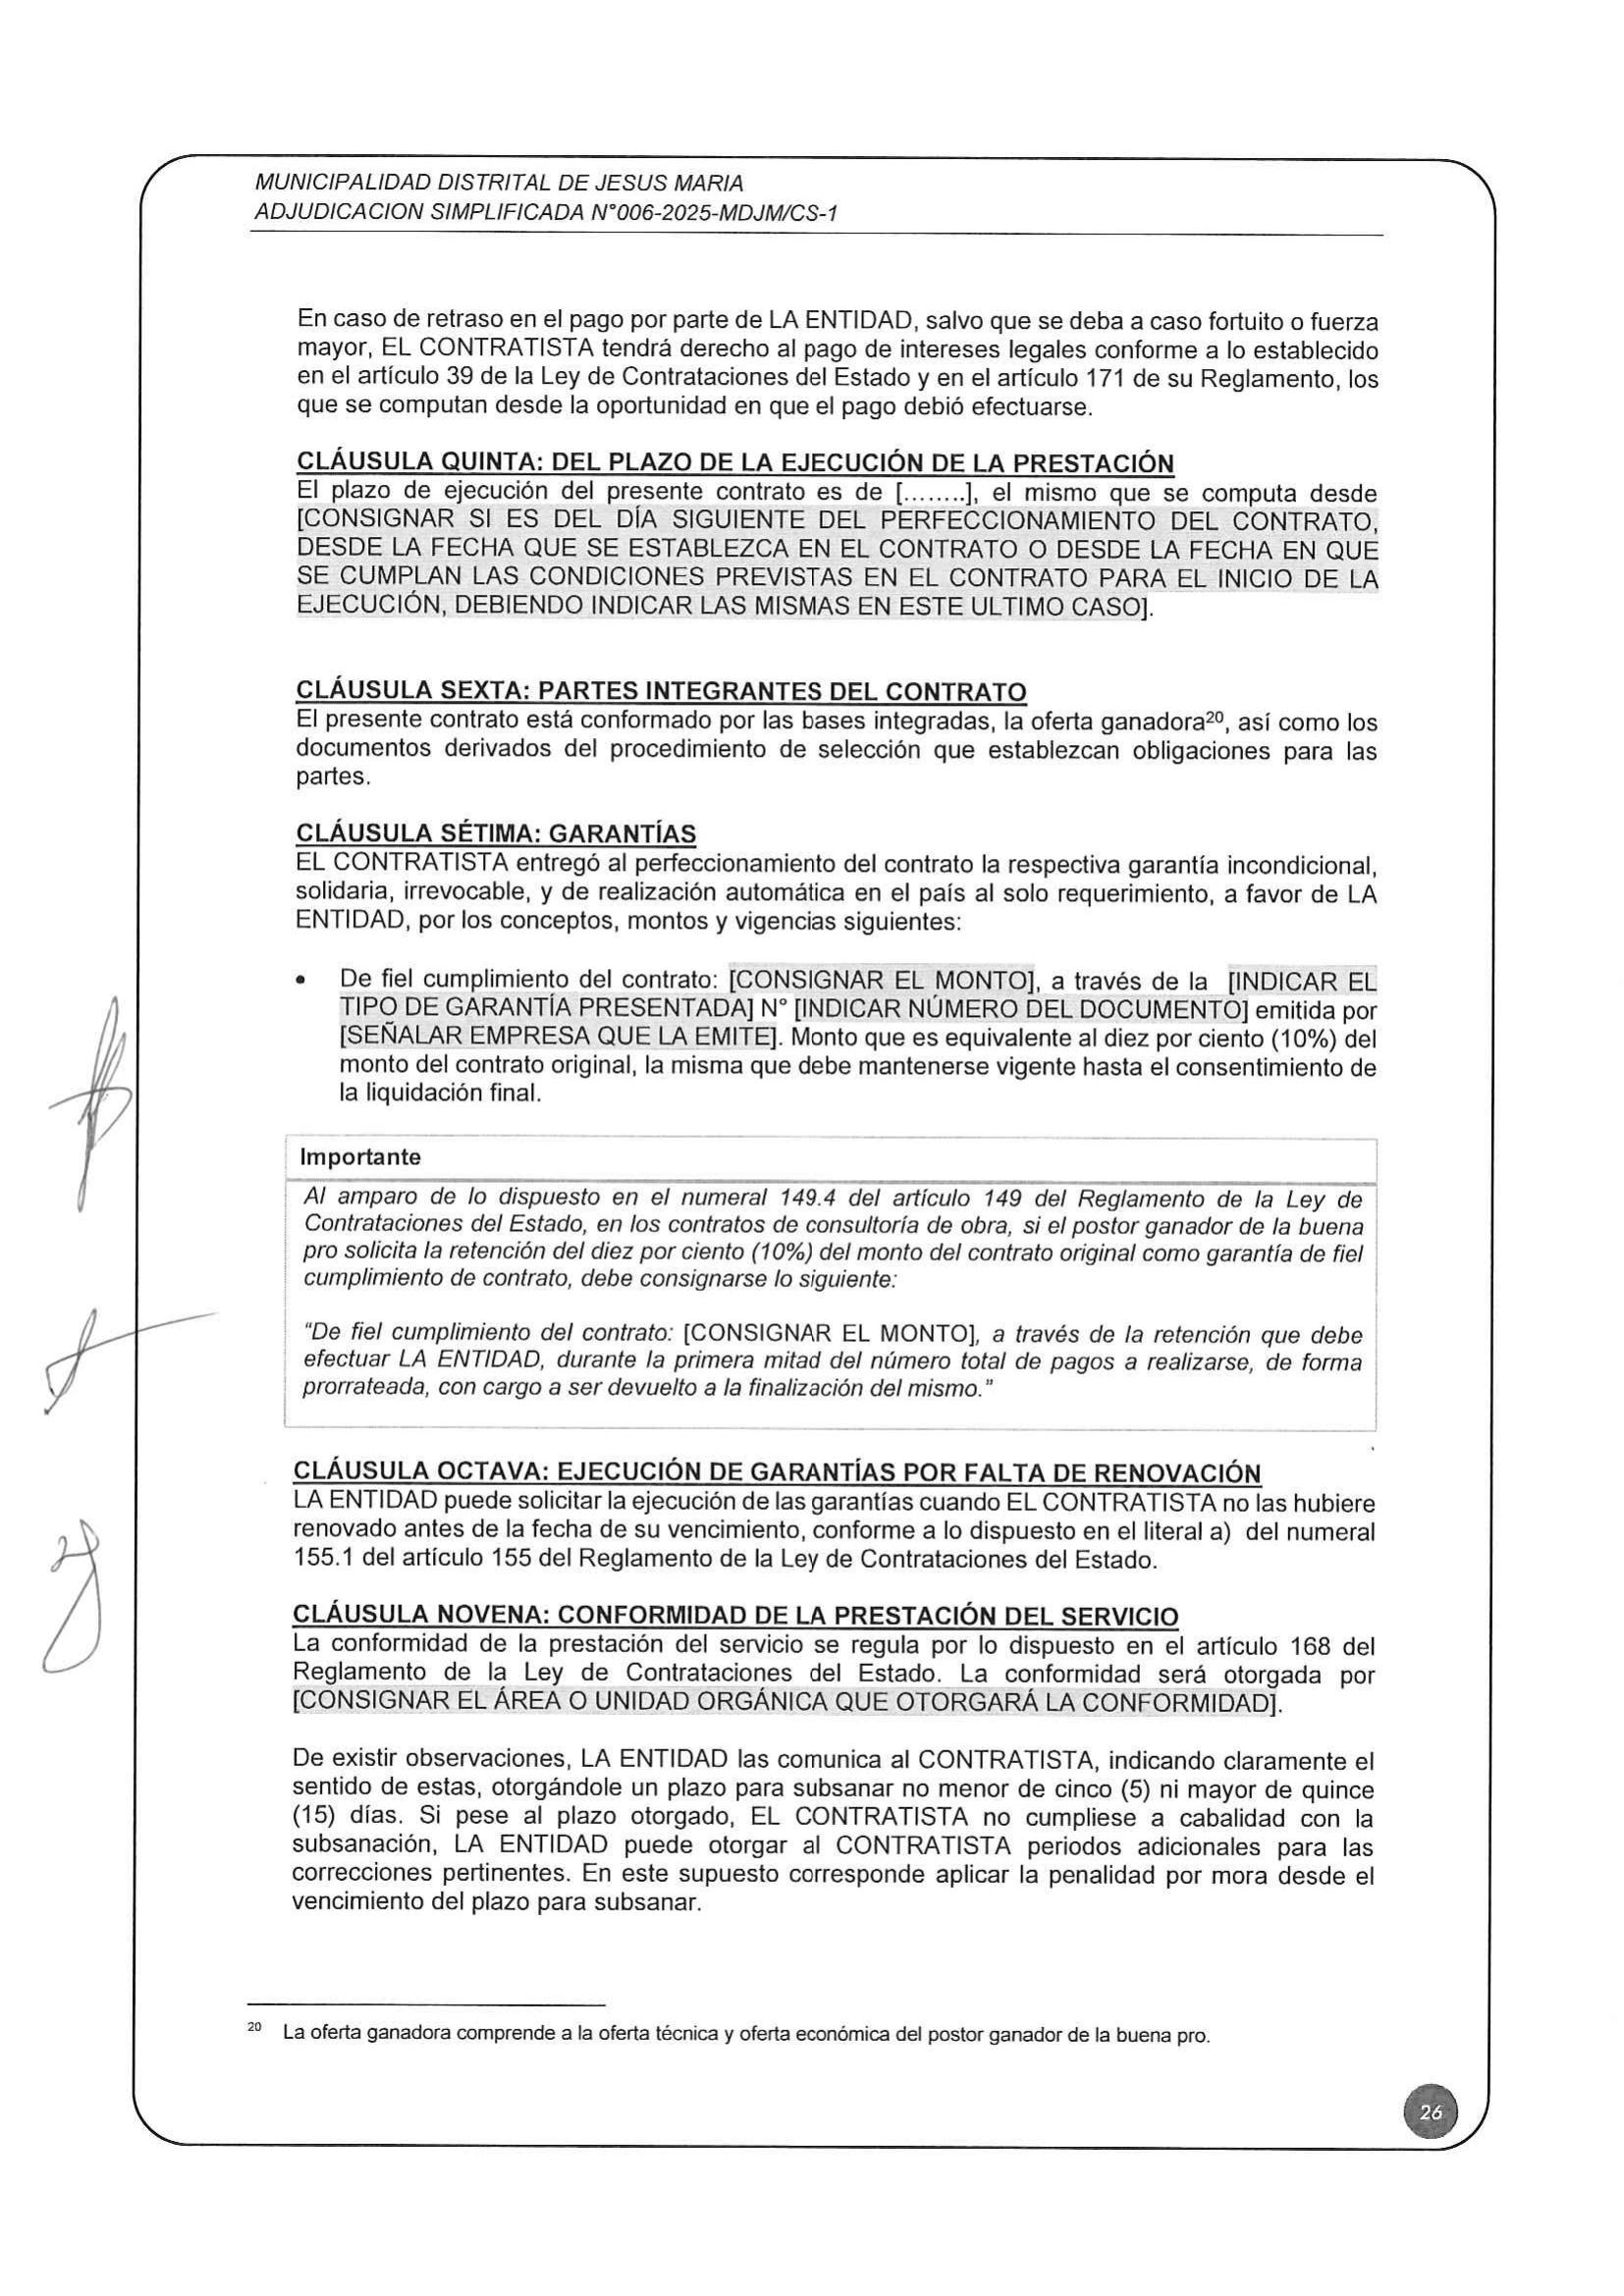 MUNICIPALIDAD DISTRITAL DE JESUS MARIA
ADJUDICACION SIMPLIFICADA N°006-2025-MDJM/CS-1
En caso de retraso en el pago por parte de LA ENTIDAD, salvo que se deba a caso fortuito o fuerza
mayor, EL CONTRATISTA tendrá derecho al pago de intereses legales conforme a lo establecido
en el artículo 39 de la Ley de Contrataciones del Estado y en el artículo 171 de su Reglamento, los
que se computan desde la oportunidad en que el pago debió efectuarse.
CLÁUSULA QUINTA: DEL PLAZO DE LA EJECUCIÓN DE LA PRESTACIÓN
El plazo de ejecución del presente contrato es de [........], el mismo que se computa desde
[CONSIGNAR SI ES DEL DÍA SIGUIENTE DEL PERFECCIONAMIENTO DEL CONTRATO,
DESDE LA FECHA QUE SE ESTABLEZCA EN EL CONTRATO O DESDE LA FECHA EN QUE
SE CUMPLAN LAS CONDICIONES PREVISTAS EN EL CONTRATO PARA EL INICIO DE LA
EJECUCIÓN, DEBIENDO INDICAR LAS MISMAS EN ESTE ULTIMO CASO].
CLÁUSULA SEXTA: PARTES INTEGRANTES DEL CONTRATO
El presente contrato está conformado por las bases integradas, la oferta ganadora²⁰, así como los
documentos derivados del procedimiento de selección que establezcan obligaciones para las
partes.
CLÁUSULA SÉTIMA: GARANTÍAS
EL CONTRATISTA entregó al perfeccionamiento del contrato la respectiva garantía incondicional,
solidaria, irrevocable, y de realización automática en el país al solo requerimiento, a favor de LA
ENTIDAD, por los conceptos, montos y vigencias siguientes:
• De fiel cumplimiento del contrato: [CONSIGNAR EL MONTO], a través de la [INDICAR EL
TIPO DE GARANTÍA PRESENTADA] N° [INDICAR NÚMERO DEL DOCUMENTO] emitida por
[SEÑALAR EMPRESA QUE LA EMITE]. Monto que es equivalente al diez por ciento (10%) del
monto del contrato original, la misma que debe mantenerse vigente hasta el consentimiento de
la liquidación final.
Importante
Al amparo de lo dispuesto en el numeral 149.4 del artículo 149 del Reglamento de la Ley de
Contrataciones del Estado, en los contratos de consultoría de obra, si el postor ganador de la buena
pro solicita la retención del diez por ciento (10%) del monto del contrato original como garantía de fiel
cumplimiento de contrato, debe consignarse lo siguiente:
“De fiel cumplimiento del contrato: [CONSIGNAR EL MONTO], a través de la retención que debe
efectuar LA ENTIDAD, durante la primera mitad del número total de pagos a realizarse, de forma
prorrateada, con cargo a ser devuelto a la finalización del mismo.”
CLÁUSULA OCTAVA: EJECUCIÓN DE GARANTÍAS POR FALTA DE RENOVACIÓN
LA ENTIDAD puede solicitar la ejecución de las garantías cuando EL CONTRATISTA no las hubiere
renovado antes de la fecha de su vencimiento, conforme a lo dispuesto en el literal a) del numeral
155.1 del artículo 155 del Reglamento de la Ley de Contrataciones del Estado.
CLÁUSULA NOVENA: CONFORMIDAD DE LA PRESTACIÓN DEL SERVICIO
La conformidad de la prestación del servicio se regula por lo dispuesto en el artículo 168 del
Reglamento de la Ley de Contrataciones del Estado. La conformidad será otorgada por
[CONSIGNAR EL ÁREA O UNIDAD ORGÁNICA QUE OTORGARÁ LA CONFORMIDAD].
De existir observaciones, LA ENTIDAD las comunica al CONTRATISTA, indicando claramente el
sentido de estas, otorgándole un plazo para subsanar no menor de cinco (5) ni mayor de quince
(15) días. Si pese al plazo otorgado, EL CONTRATISTA no cumpliese a cabalidad con la
subsanación, LA ENTIDAD puede otorgar al CONTRATISTA periodos adicionales para las
correcciones pertinentes. En este supuesto corresponde aplicar la penalidad por mora desde el
vencimiento del plazo para subsanar.
²⁰ La oferta ganadora comprende a la oferta técnica y oferta económica del postor ganador de la buena pro.
26